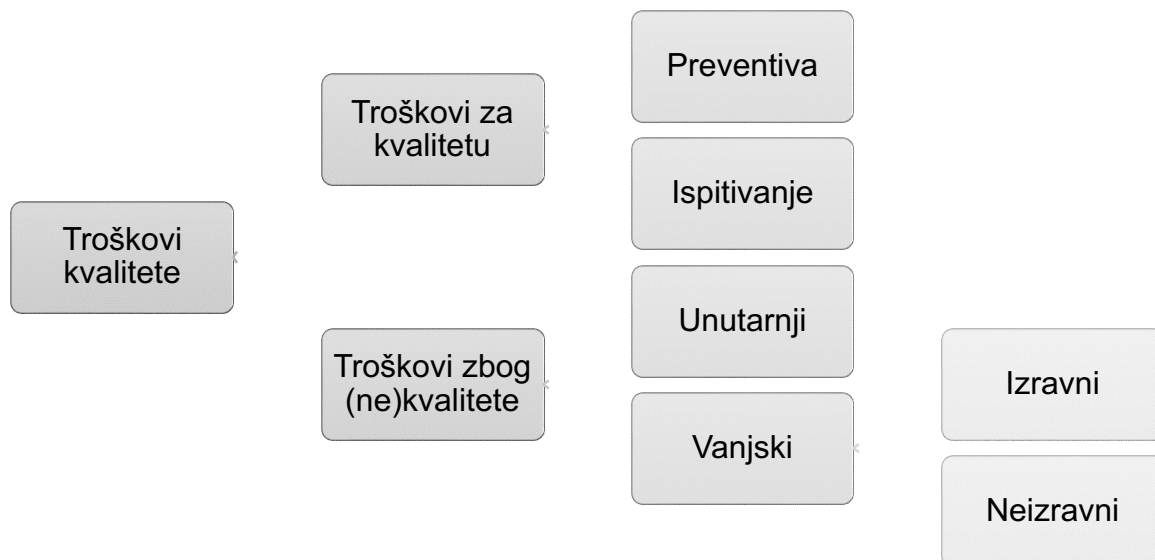 Troškovi
kvalitete
Troškovi za
kvalitetu
Preventiva
Ispitivanje
Troškovi zbog
(ne)kvalitete
Unutarnji
Vanjski
Izravni
Neizravni